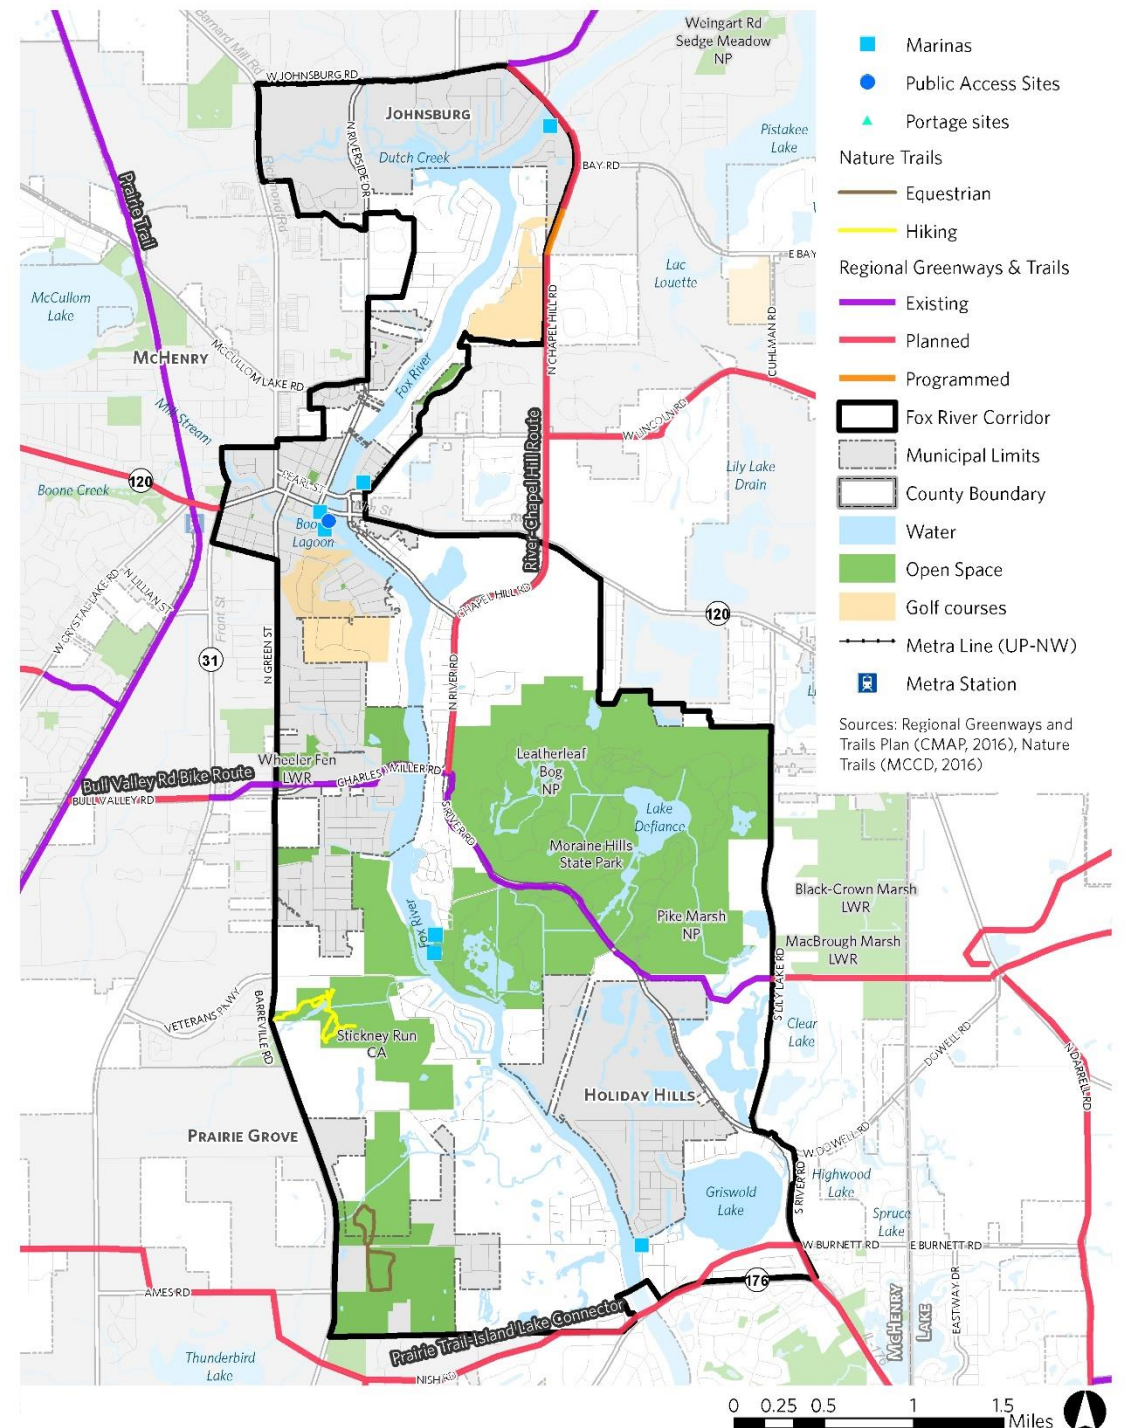 Weingart Rd
Sedge Meadow
NP
Barnard Mill Rd
W JOHNSBURG RD
JOHNSBURG
N RIVERSIDE DR
Dutch Creek
Pistakee
Lake
BAY RD
Richmond Rd
Prairie Trail
E BAY
Lac
Louette
McCullom
Lake
N CHAPEL HILL RD
CUHLMAN RD
MCHENRY
MCCULLOM LAKE RD
Fox River
Mill Stream
W LINCOLN RD
River-Chapel Hill Route
Lily Lake
Drain
120
Boone Creek
PEARL ST
Lagoon
CHAPEL HILL RD
120
N LILLIAN ST
W CRYSTAL LAKE RD
Front St
31
N GREEN ST
N RIVER RD
Leatherleaf
Bog
NP
Wheeler Fen
LWR
Bull Valley Rd Bike Route
CHARLES MILLER RD
BULL VALLEY RD
S RIVER RD
Lake
Defiance
Moraine Hills
State Park
Black-Crown Marsh
LWR
Pike Marsh
NP
Fox River
MacBrough Marsh
LWR
S LILY LAKE RD
VETERANS PKWY
BARREVILLE RD
Stickney Run
CA
Clear
Lake
DOWELL RD
N DARRELL RD
HOLIDAY HILLS
PRAIRIE GROVE
W DOWELL RD
Highwood
Lake
S RIVER RD
Griswold
Lake
Spruce
Lake
W BURNETT RD
E BURNETT RD
176
AMES RD
EASTWAY DR
MCHENRY
LAKE
Prairie Trail-Island Lake Connector
Thunderbird
Lake
NISH RD
Marinas
Public Access Sites
Portage sites
Nature Trails
Equestrian
Hiking
Regional Greenways & Trails
Existing
Planned
Programmed
Fox River Corridor
Municipal Limits
County Boundary
Water
Open Space
Golf courses
Metra Line (UP-NW)
Metra Station
Sources: Regional Greenways and
Trails Plan (CMAP, 2016), Nature
Trails (MCCD, 2016)
0 0.25 0.5 1 1.5
Miles